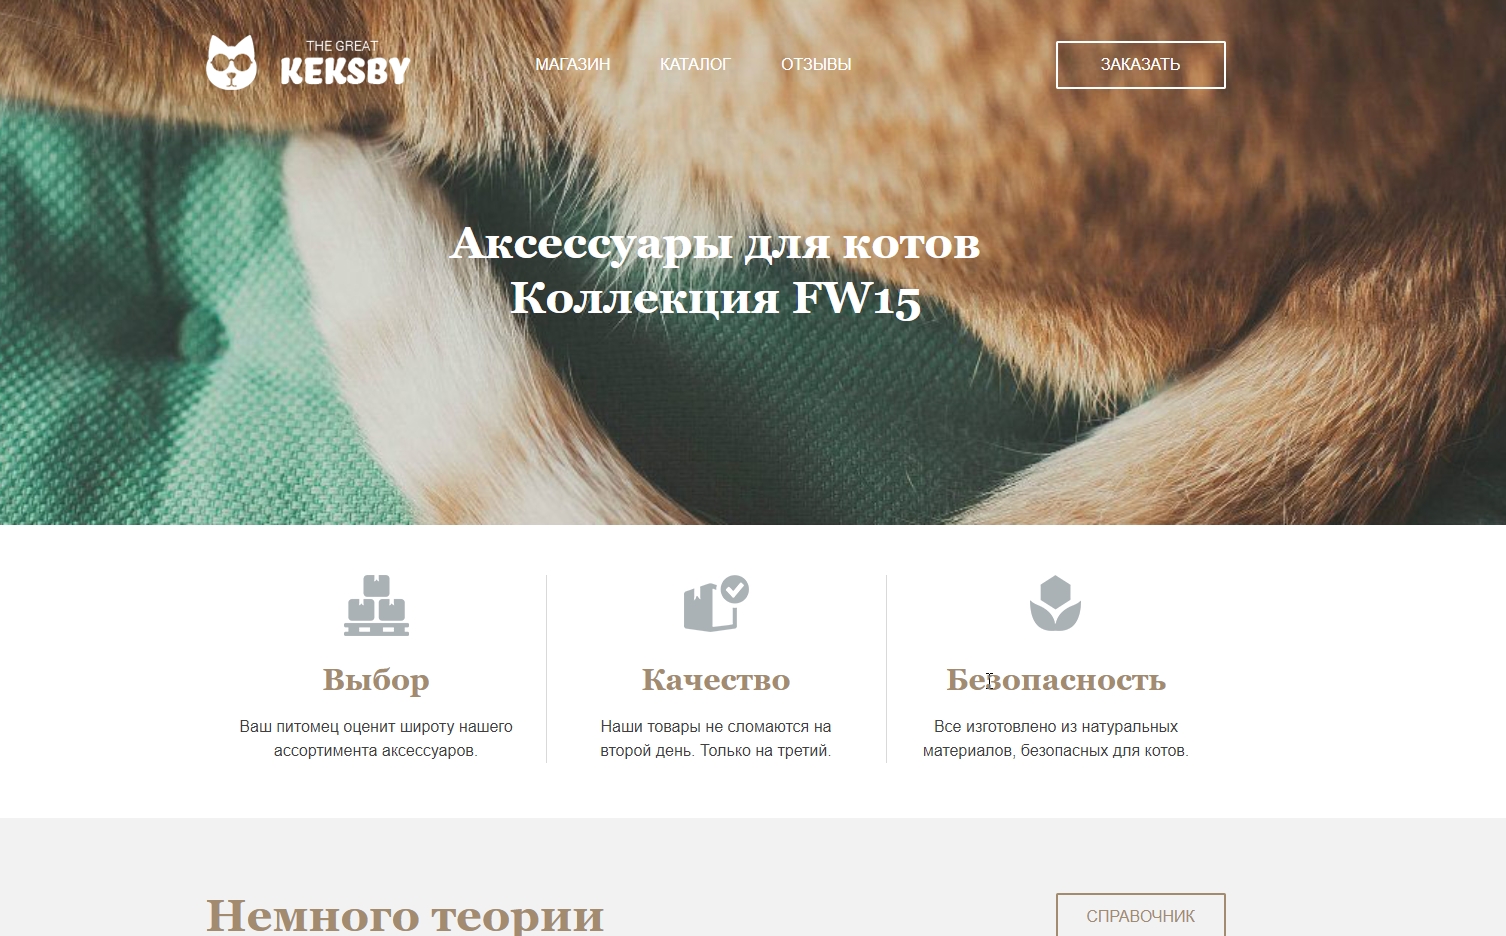 THE GREAT
KEKSBY
МАГАЗИН
КАТАЛОГ
ОТЗЫВЫ
ЗАКАЗАТЬ
Аксессуары для котов
Коллекция FW15
Выбор
Ваш питомец оценит широту нашего
ассортимента аксессуаров.
Качество
Наши товары не сломаются на
второй день. Только на третий.
Безопасность
Все изготовлено из натуральных
материалов, безопасных для котов.
Немного теории
СПРАВОЧНИК